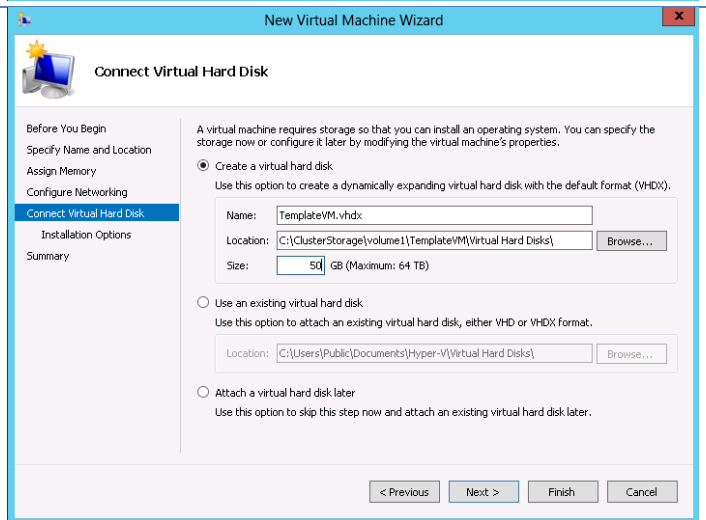 New Virtual Machine Wizard
x
Connect Virtual Hard Disk
Before You Begin
Specify Name and Location
Assign Memory
Configure Networking
Connect Virtual Hard Disk
Installation Options
Summary
A virtual machine requires storage so that you can install an operating system. You can specify the
storage now or configure it later by modifying the virtual machine's properties.
Create a virtual hard disk
Use this option to create a dynamically expanding virtual hard disk with the default format (VHDX).
Name: TemplateVM.vhdx
Location: C:\ClusterStorage\volume1\TemplateVM\Virtual Hard Disks\ Browse...
Size: 50 GB (Maximum: 64 TB)
Use an existing virtual hard disk
Use this option to attach an existing virtual hard disk, either VHD or VHDX format.
Location: C:\Users\Public\Documents\Hyper-V\Virtual Hard Disks\ Browse...
Attach a virtual hard disk later
Use this option to skip this step now and attach an existing virtual hard disk later.
< Previous Next > Finish Cancel